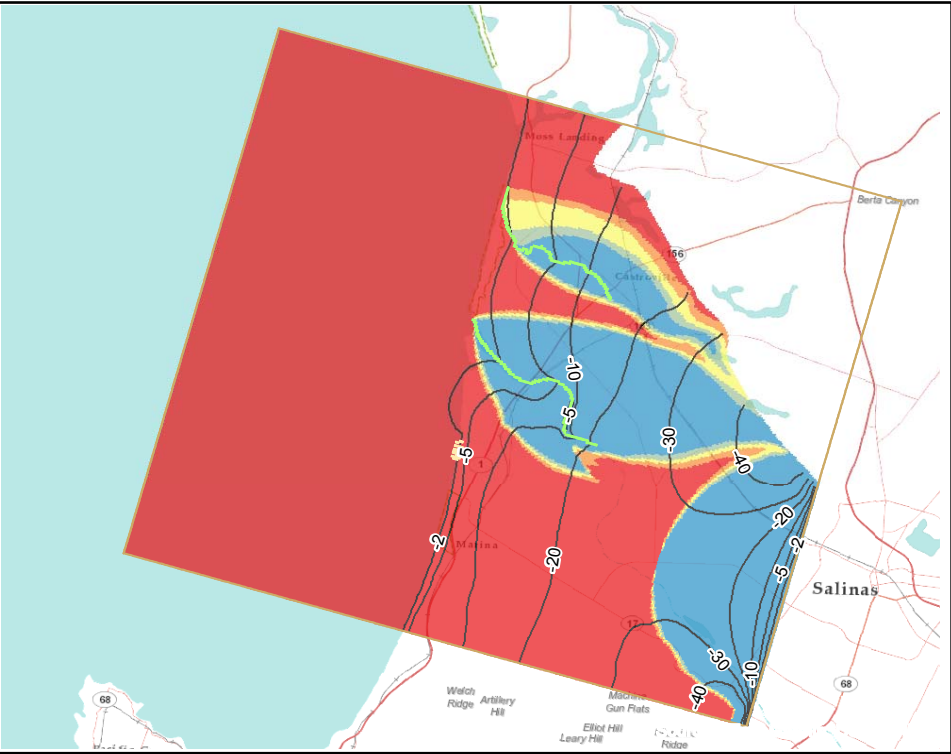 Moss Landing
Berta Canyon
156
-10
-5
-30
-5
-40
1
-20
-2
-2
Marina
-20
-5
Salinas
17
-30
-10
68
-40
68
Welch
Ridge
Artillery
Hill
Machine
Gun Flats
Elliot Hill
Leary Hill
Ridge